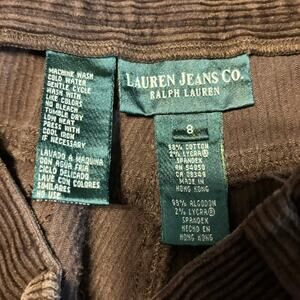 MACHINE WASH
COLD WATER
GENTLE CYCLE
WASH WITH
LIKE COLORS
NO BLEACH
TUMBLE DRY
LOW HEAT
PRESS WITH
COOL IRON
IF NECESSARY
LAVADO A MAQUINA
CON AGUA FRIA
CICLO DELICADO
LAVE CON COLORES
SIMILARES
NO USE
LAUREN JEANS CO.
RALPH LAUREN
8
98% COTTON
2% LYCRA®
SPANDEX
RN 54050
CA 28349
MADE IN
HONG KONG
98% ALGODON
2% LYCRA®
SPANDEX
HECHO EN
HONG KONG